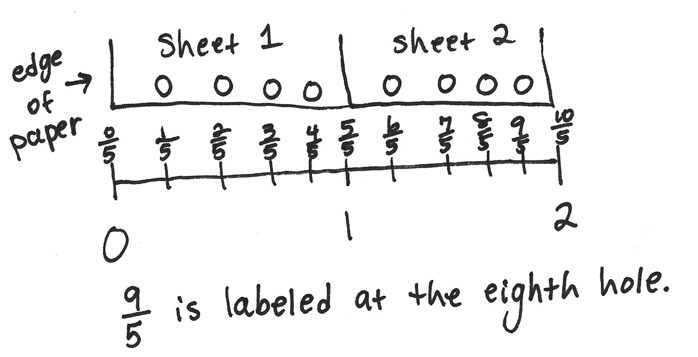 Sheet 1 sheet 2
edge
of
paper
0/5 1/5 2/5 3/5 4/5 5/5 6/5 7/5 8/5 9/5 10/5
0 1 2
9/5 is labeled at the eighth hole.